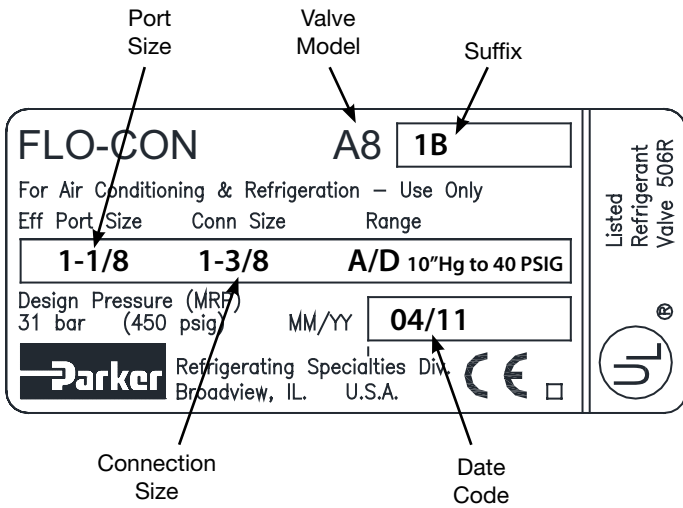 Port
Size
Valve
Model
Suffix
FLO-CON A8 1B
For Air Conditioning & Refrigeration – Use Only
Eff Port Size Conn Size Range
1-1/8 1-3/8 A/D 10"Hg to 40 PSIG
Design Pressure (MRP)
31 bar (450 psig) MM/YY 04/11
Parker Refrigerating Specialties Div.
Broadview, IL. U.S.A. CE
Listed
Refrigerant
Valve 506R
UL ®
Connection
Size
Date
Code